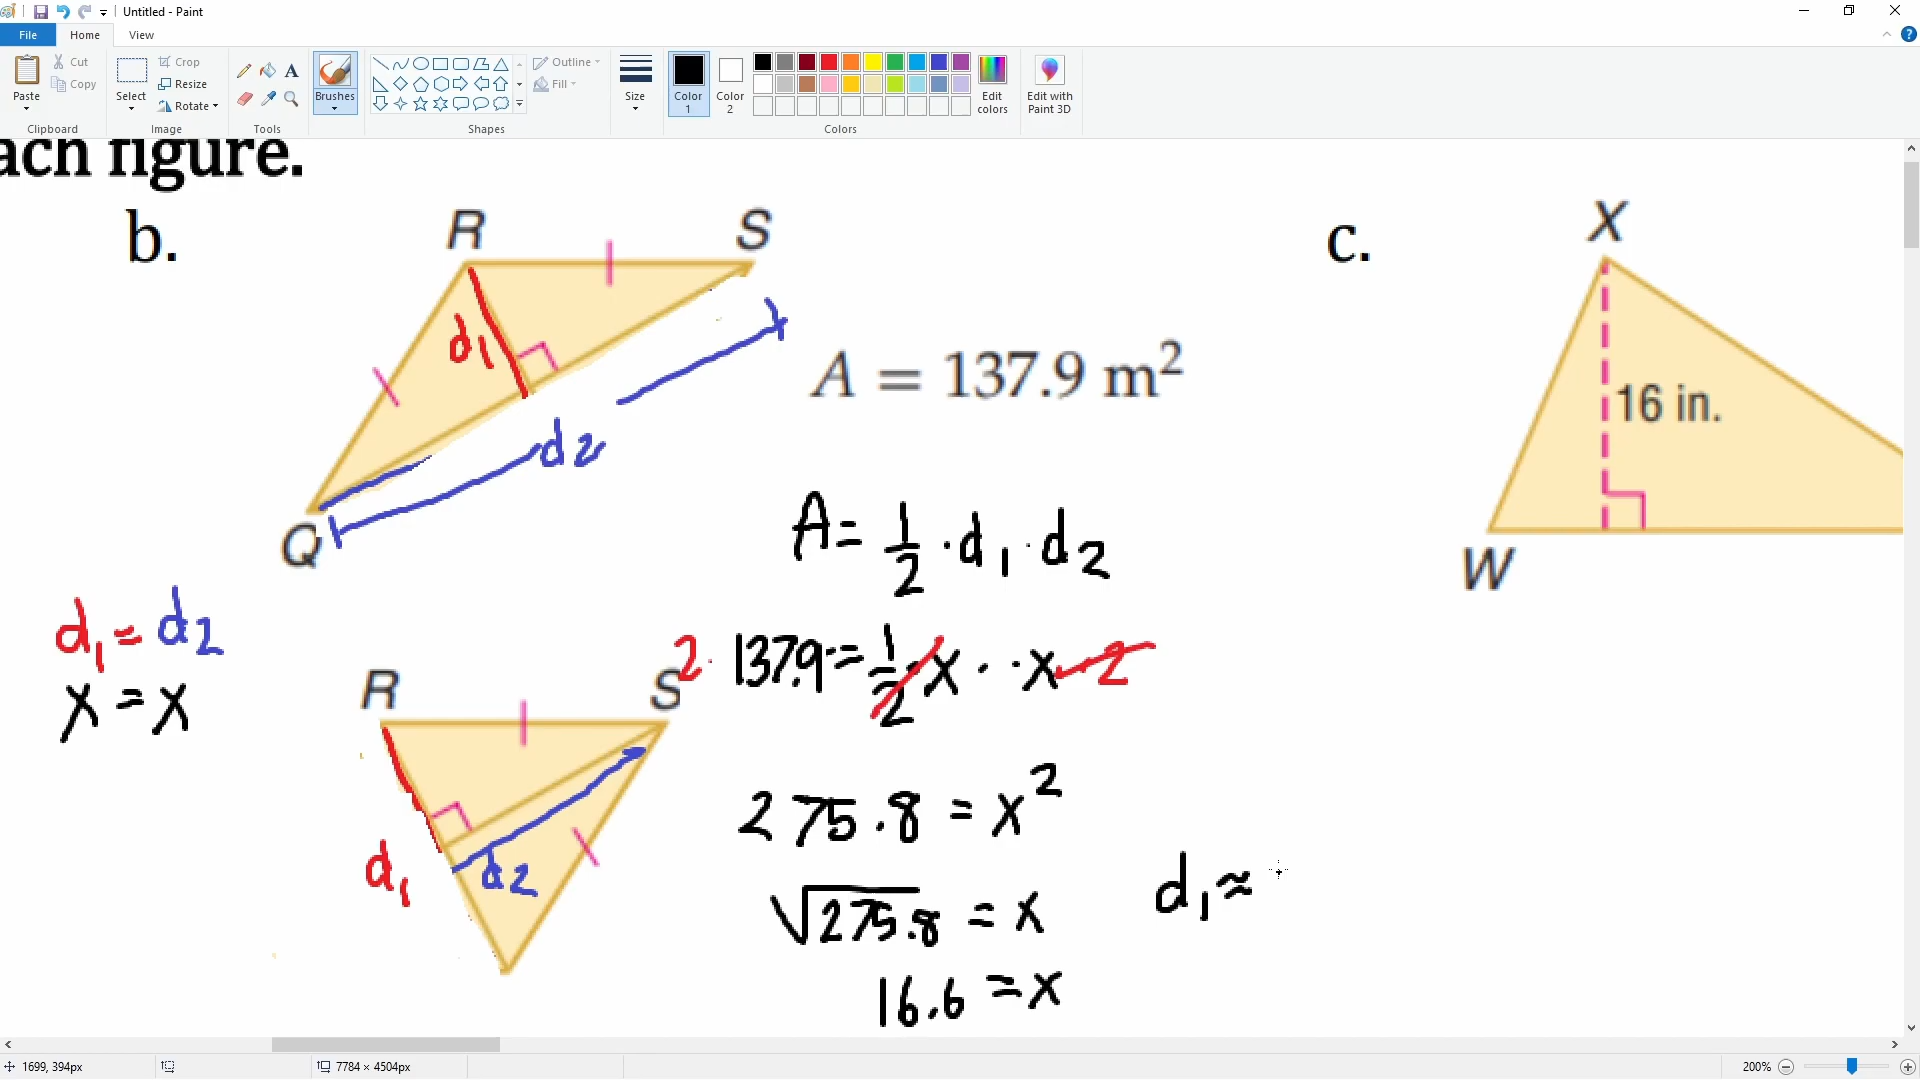 Untitled - Paint
File Home View
Paste
Cut
Copy
Clipboard
Select
Crop
Resize
Rotate
Image
A
Tools
Brushes
Shapes
Outline
Fill
Size
Color 1
Color 2
Colors
Edit colors
Edit with Paint 3D
ach figure.
b.
R
S
d1
d2
Q
A = 137.9 m²
c.
X
16 in.
W
A = 1/2 · d1 · d2
d1 = d2
x = x
2 · 137.9 · = 1/2 · x · · x · 2
R
S
d1
d2
275.8 = x²
√275.8 = x
16.6 = x
d1 ≈
1699, 394px
7784 × 4504px
200%